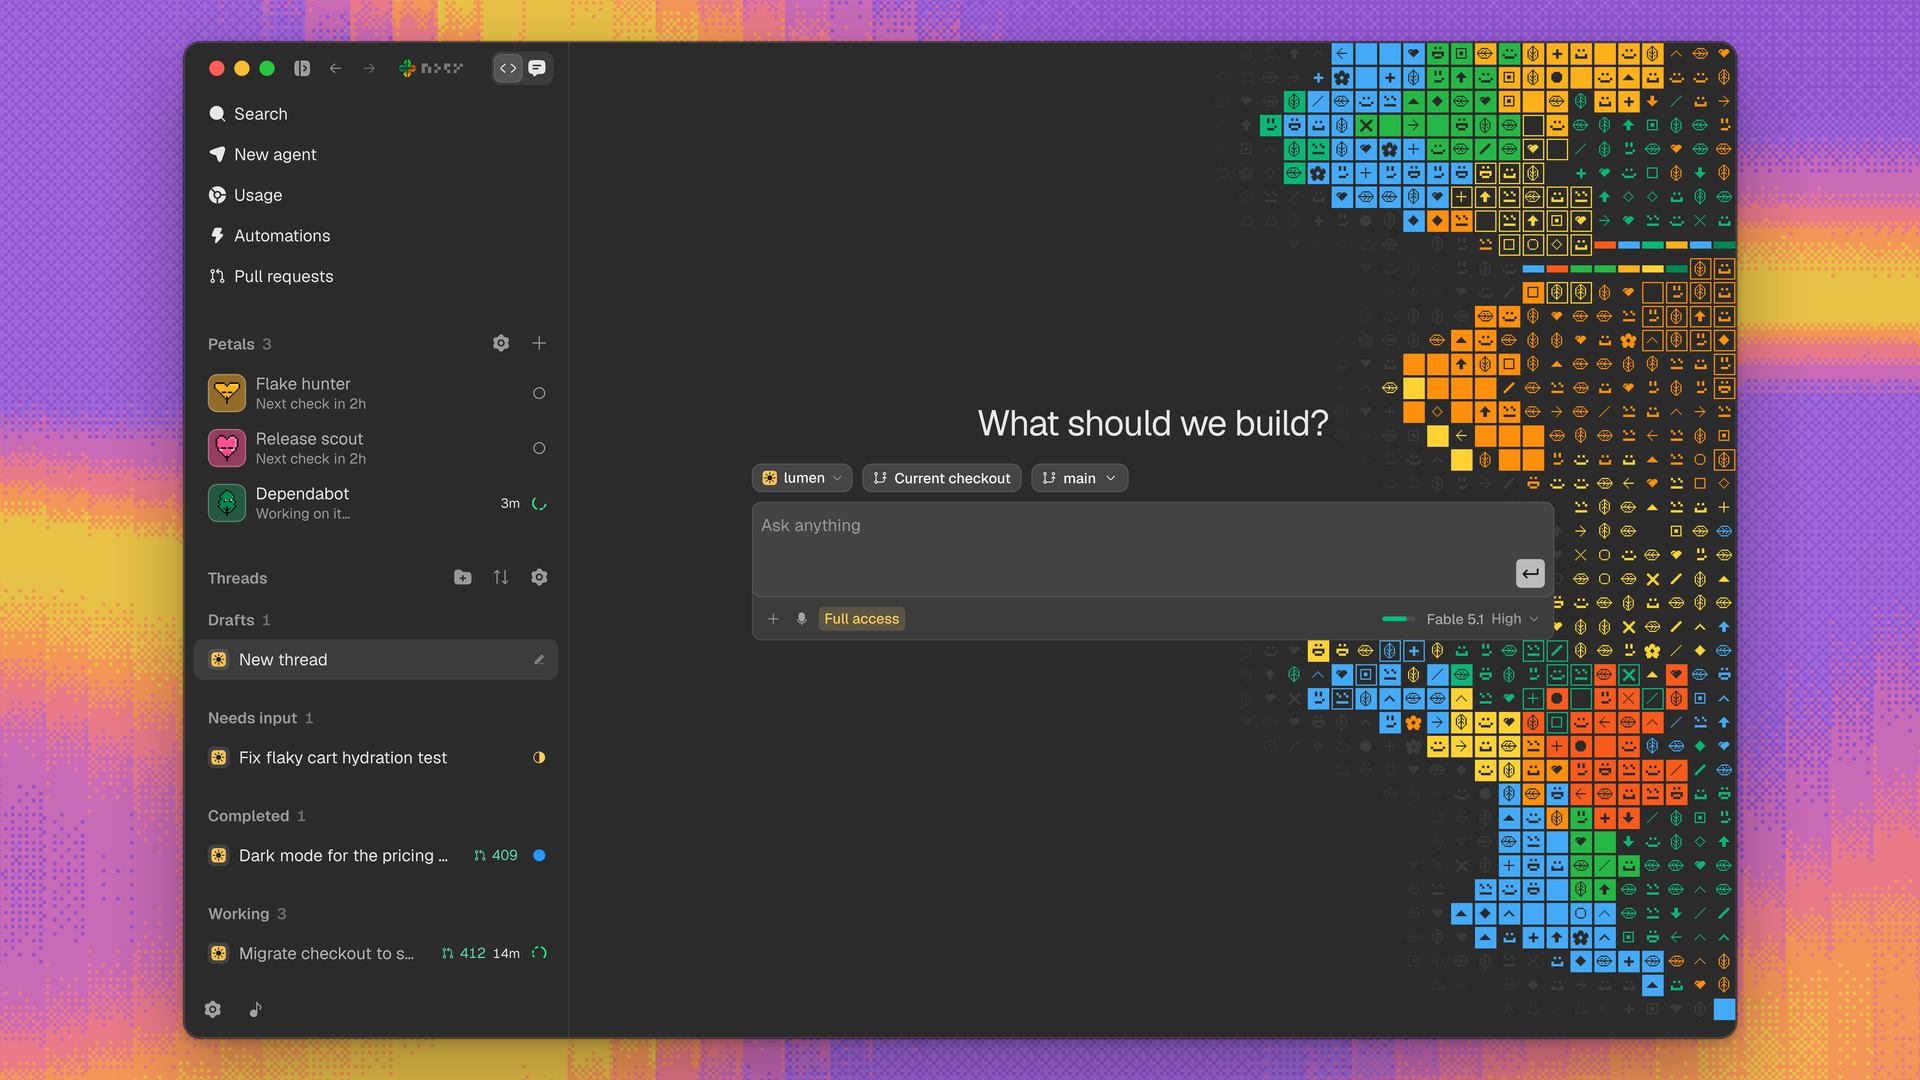 Search
New agent
Usage
Automations
Pull requests
Petals 3
Flake hunter
Next check in 2h
Release scout
Next check in 2h
Dependabot
Working on it...
3m
Threads
Drafts 1
New thread
Needs input 1
Fix flaky cart hydration test
Completed 1
Dark mode for the pricing ... 409
Working 3
Migrate checkout to s... 412 14m
What should we build?
lumen Current checkout main
Ask anything
Full access Fable 5.1 High